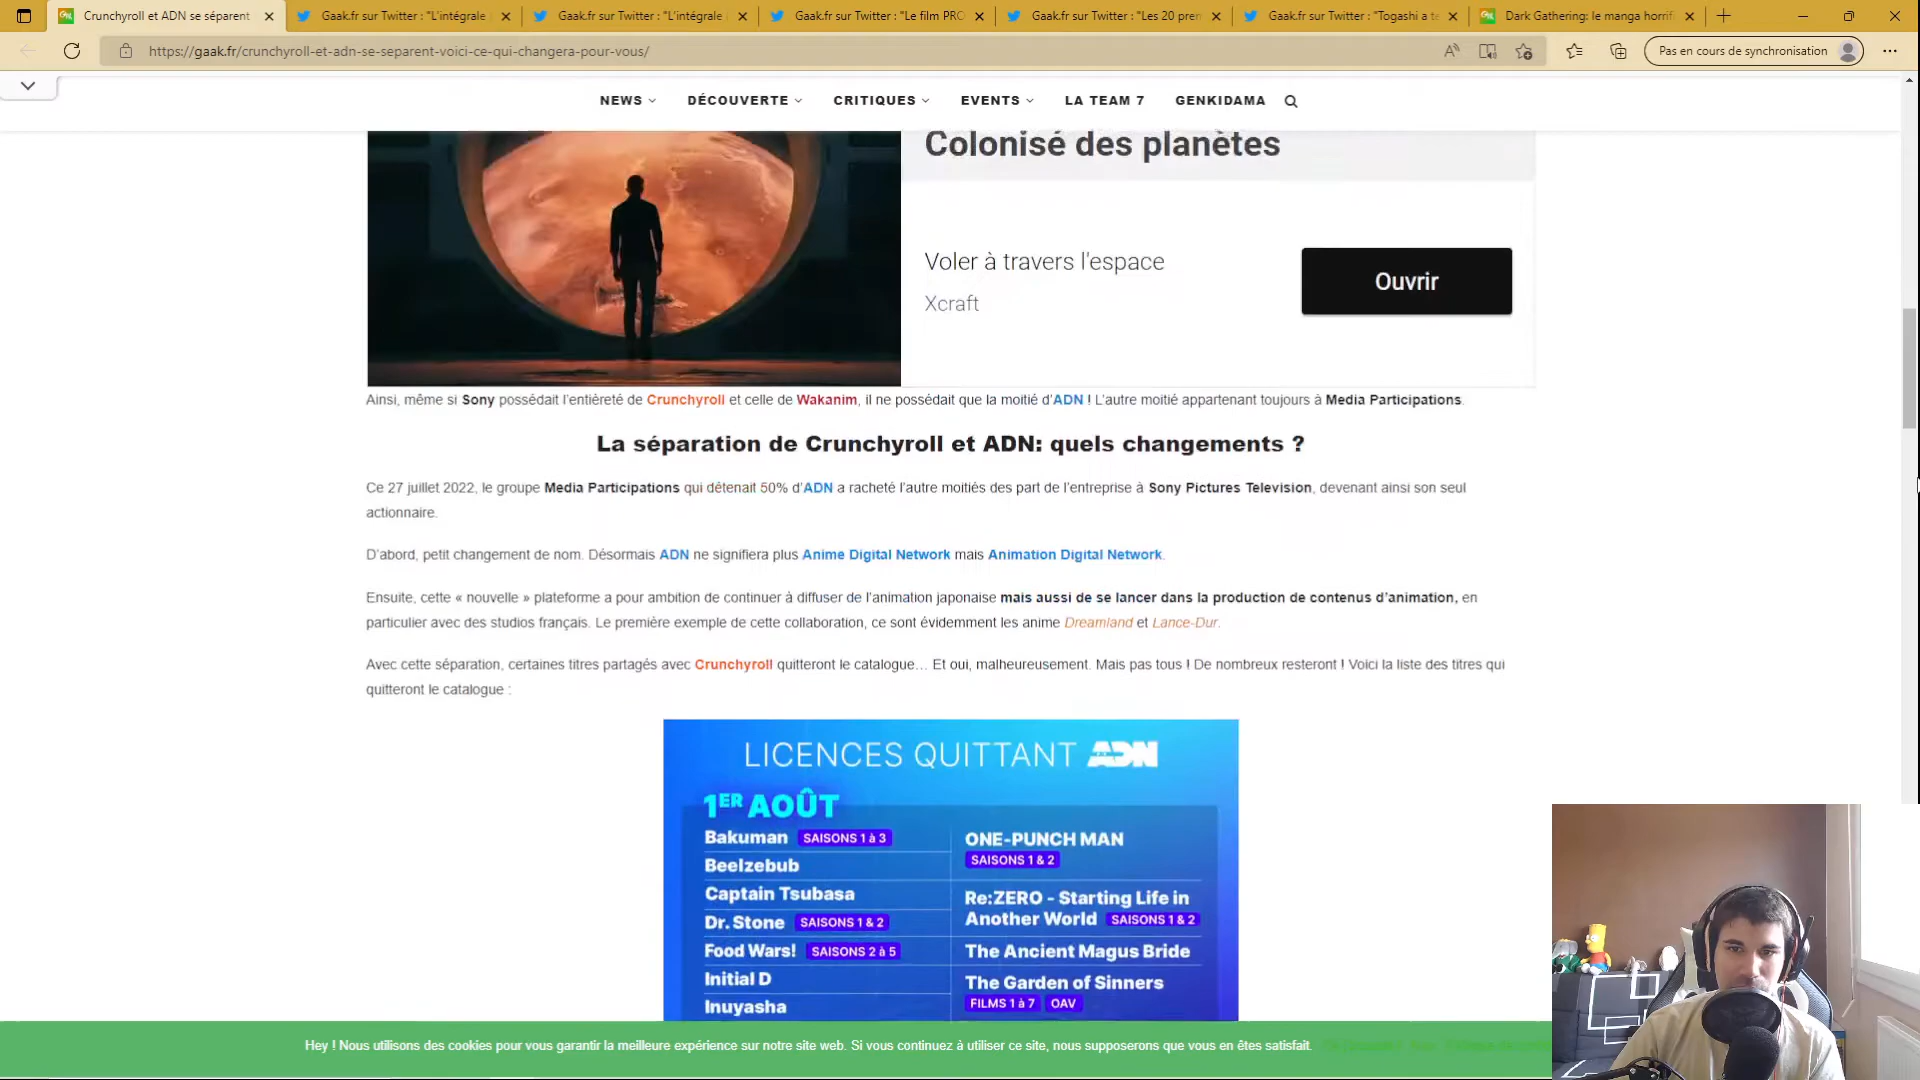 Crunchyroll et ADN se séparent
Gaak.fr sur Twitter : "L'intégrale
Gaak.fr sur Twitter : "L'intégrale
Gaak.fr sur Twitter : "Le film PRO
Gaak.fr sur Twitter : "Les 20 pren
Gaak.fr sur Twitter : "Togashi a te
Dark Gathering: le manga horrifi
https://gaak.fr/crunchyroll-et-adn-se-separent-voici-ce-qui-changera-pour-vous/
Pas en cours de synchronisation
NEWS DÉCOUVERTE CRITIQUES EVENTS LA TEAM 7 GENKIDAMA
Colonisé des planètes
Voler à travers l'espace
Xcraft
Ouvrir
Ainsi, même si Sony possédait l'entièreté de Crunchyroll et celle de Wakanim, il ne possédait que la moitié d'ADN ! L'autre moitié appartenant toujours à Media Participations.
La séparation de Crunchyroll et ADN: quels changements ?
Ce 27 juillet 2022, le groupe Media Participations qui détenait 50% d'ADN a racheté l'autre moitiés des part de l'entreprise à Sony Pictures Television, devenant ainsi son seul
actionnaire.
D'abord, petit changement de nom. Désormais ADN ne signifiera plus Anime Digital Network mais Animation Digital Network.
Ensuite, cette « nouvelle » plateforme a pour ambition de continuer à diffuser de l'animation japonaise mais aussi de se lancer dans la production de contenus d'animation, en
particulier avec des studios français. Le première exemple de cette collaboration, ce sont évidemment les anime Dreamland et Lance-Dur.
Avec cette séparation, certaines titres partagés avec Crunchyroll quitteront le catalogue… Et oui, malheureusement. Mais pas tous ! De nombreux resteront ! Voici la liste des titres qui
quitteront le catalogue :
LICENCES QUITTANT ADN
1ER AOÛT
Bakuman SAISONS 1 à 3
Beelzebub
Captain Tsubasa
Dr. Stone SAISONS 1 & 2
Food Wars! SAISONS 2 à 5
Initial D
Inuyasha
ONE-PUNCH MAN
SAISONS 1 & 2
Re:ZERO - Starting Life in
Another World SAISONS 1 & 2
The Ancient Magus Bride
The Garden of Sinners
FILMS 1 à 7 OAV
Hey ! Nous utilisons des cookies pour vous garantir la meilleure expérience sur notre site web. Si vous continuez à utiliser ce site, nous supposerons que vous en êtes satisfait.